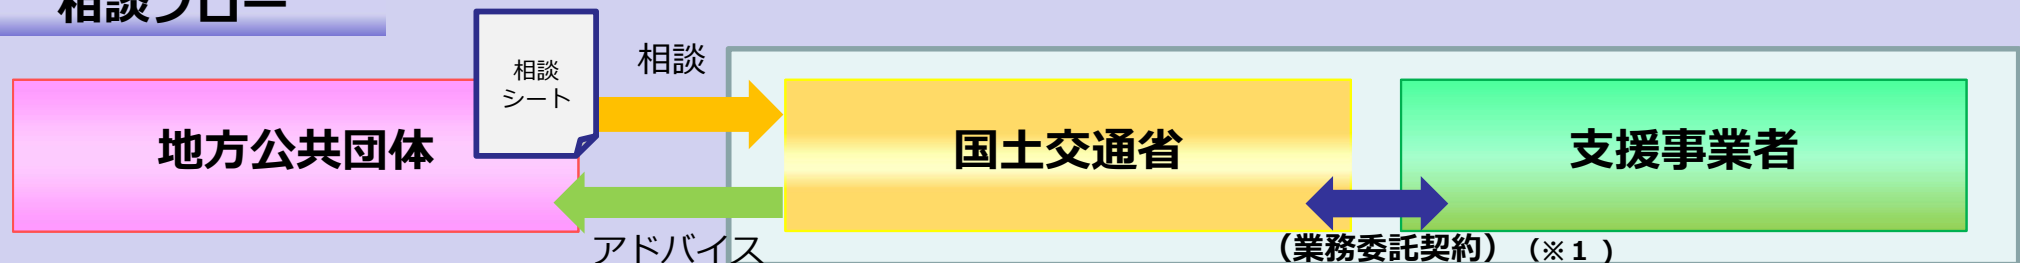 相談フロー
相談
シート
相談
地方公共団体
国土交通省
支援事業者
アドバイス
（業務委託契約）（※１）